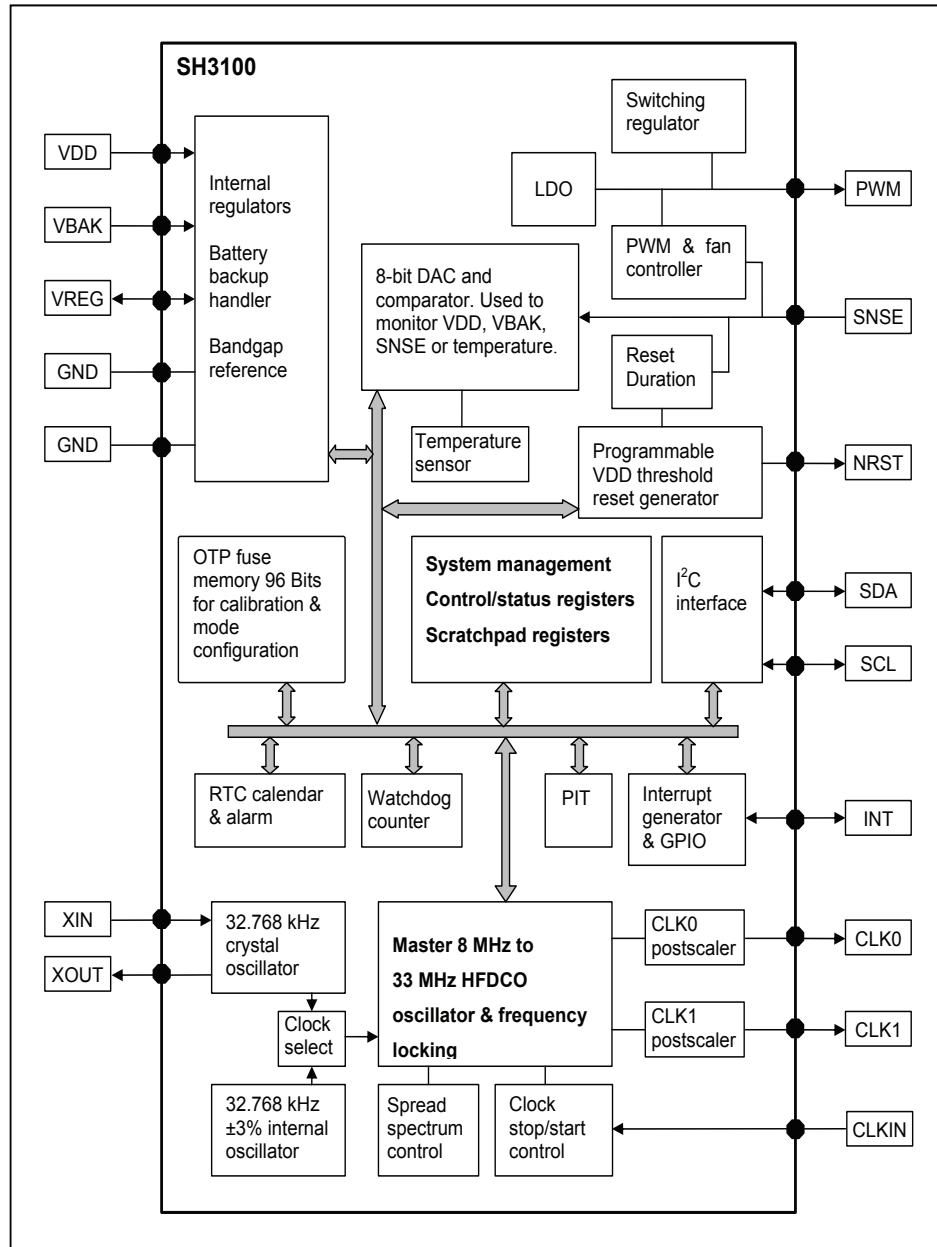 SH3100
Switching
regulator
VDD
LDO
PWM
Internal
regulators
VBAK
Battery
backup
handler
PWM & fan
controller
8-bit DAC and
comparator. Used to
monitor VDD, VBAK,
SNSE or temperature.
VREG
SNSE
Bandgap
reference
GND
Reset
Duration
GND
Temperature
sensor
Programmable
VDD threshold
reset generator
NRST
OTP fuse
memory 96 Bits
for calibration &
mode
configuration
System management
Control/status registers
Scratchpad registers
I²C
interface
SDA
SCL
RTC calendar
& alarm
Watchdog
counter
PIT
Interrupt
generator
& GPIO
INT
XIN
32.768 kHz
crystal
oscillator
XOUT
Master 8 MHz to
33 MHz HFDCO
oscillator & frequency
locking
CLK0
postscaler
CLK0
Clock
select
CLK1
postscaler
CLK1
32.768 kHz
±3% internal
oscillator
Spread
spectrum
control
Clock
stop/start
control
CLKIN